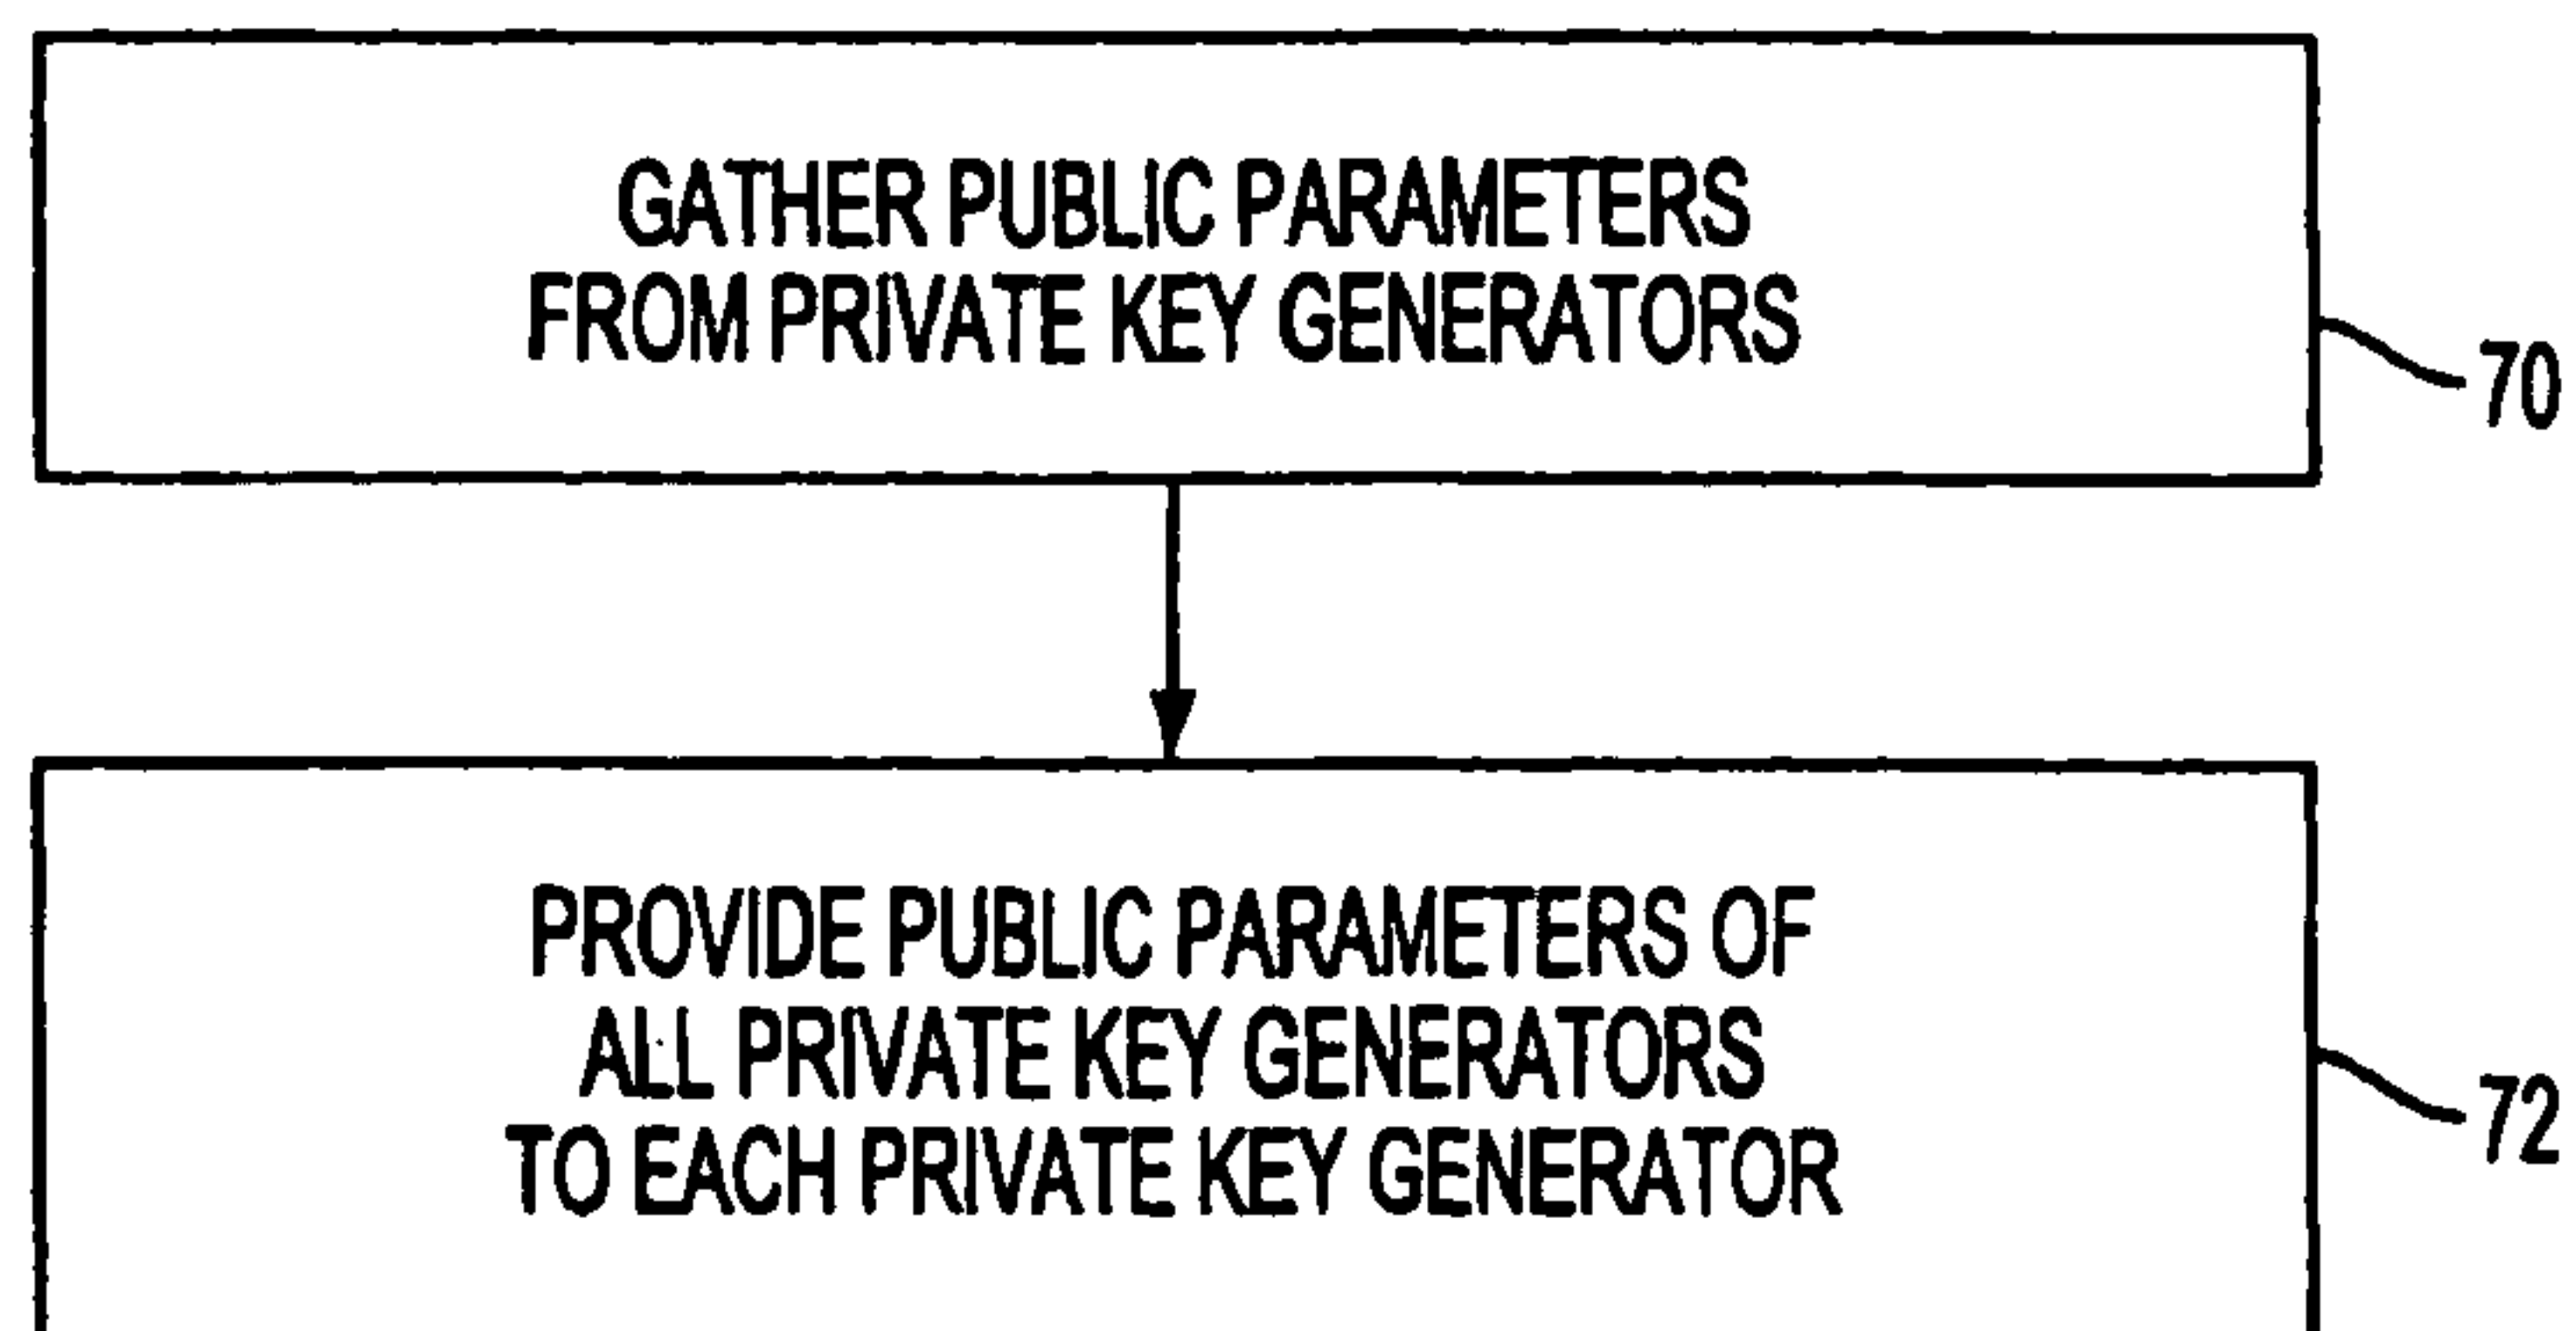 GATHER PUBLIC PARAMETERS
FROM PRIVATE KEY GENERATORS
70
PROVIDE PUBLIC PARAMETERS OF
ALL PRIVATE KEY GENERATORS
TO EACH PRIVATE KEY GENERATOR
72